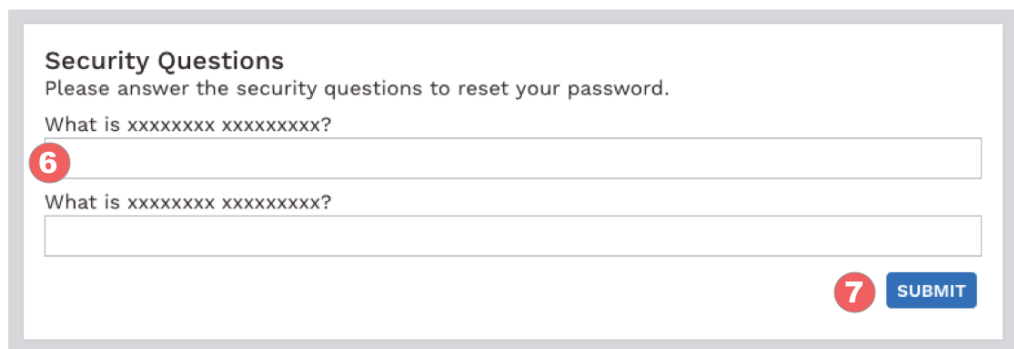 Security Questions
Please answer the security questions to reset your password.
What is xxxxxxxx xxxxxxxxx?
6
What is xxxxxxxx xxxxxxxxx?
7 SUBMIT